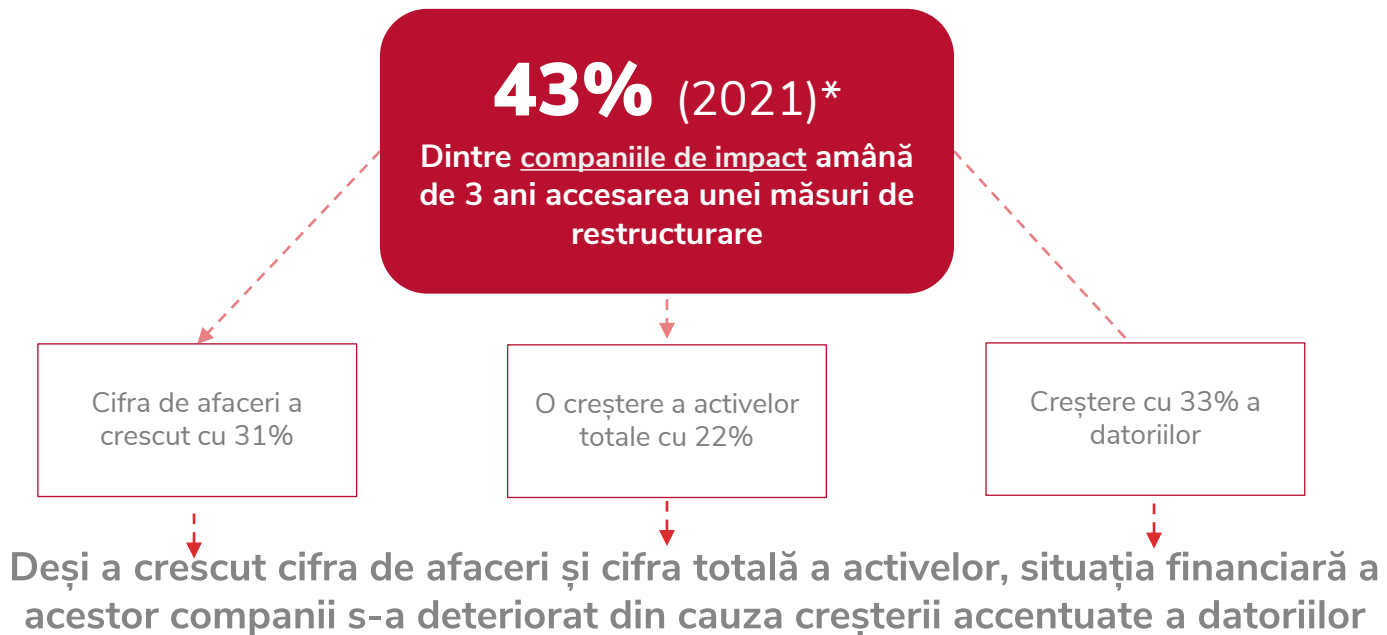 43% (2021)*
Dintre companiile de impact amână
de 3 ani accesarea unei măsuri de
restructurare
Cifra de afaceri a
crescut cu 31%
O creștere a activelor
totale cu 22%
Creștere cu 33% a
datoriilor
Deși a crescut cifra de afaceri și cifra totală a activelor, situația financiară a
acestor companii s-a deteriorat din cauza creșterii accentuate a datoriilor